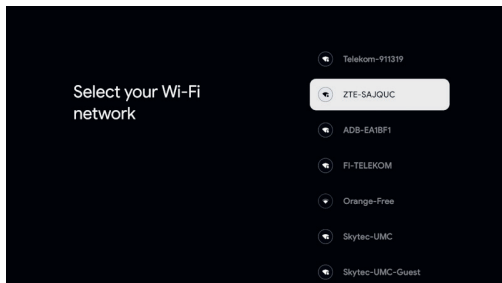 Select your Wi-Fi
network
Telekom-911319
ZTE-SAJQUC
ADB-EA1BF1
FI-TELEKOM
Orange-Free
Skytec-UMC
Skytec-UMC-Guest